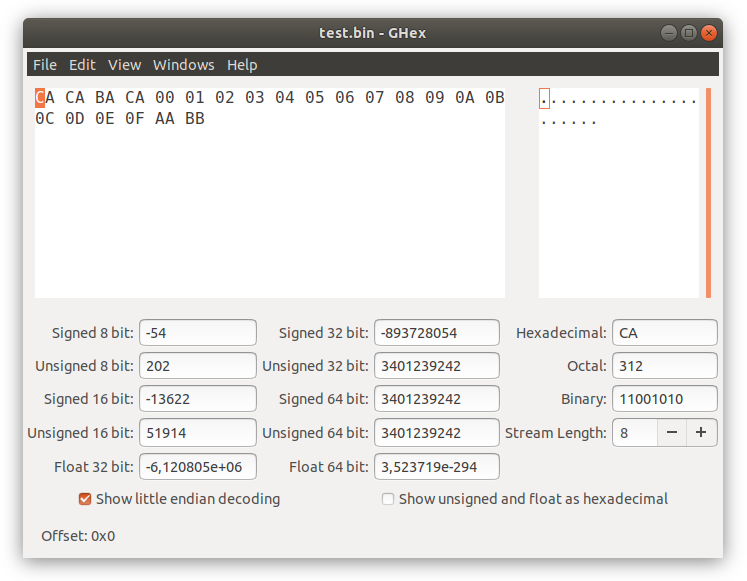 test.bin - GHex
File Edit View Windows Help
CA CA BA CA 00 01 02 03 04 05 06 07 08 09 0A 0B ................
0C 0D 0E 0F AA BB ......
Signed 8 bit: -54 Signed 32 bit: -893728054 Hexadecimal: CA
Unsigned 8 bit: 202 Unsigned 32 bit: 3401239242 Octal: 312
Signed 16 bit: -13622 Signed 64 bit: 3401239242 Binary: 11001010
Unsigned 16 bit: 51914 Unsigned 64 bit: 3401239242 Stream Length: 8 − +
Float 32 bit: -6,120805e+06 Float 64 bit: 3,523719e-294
Show little endian decoding Show unsigned and float as hexadecimal
Offset: 0x0